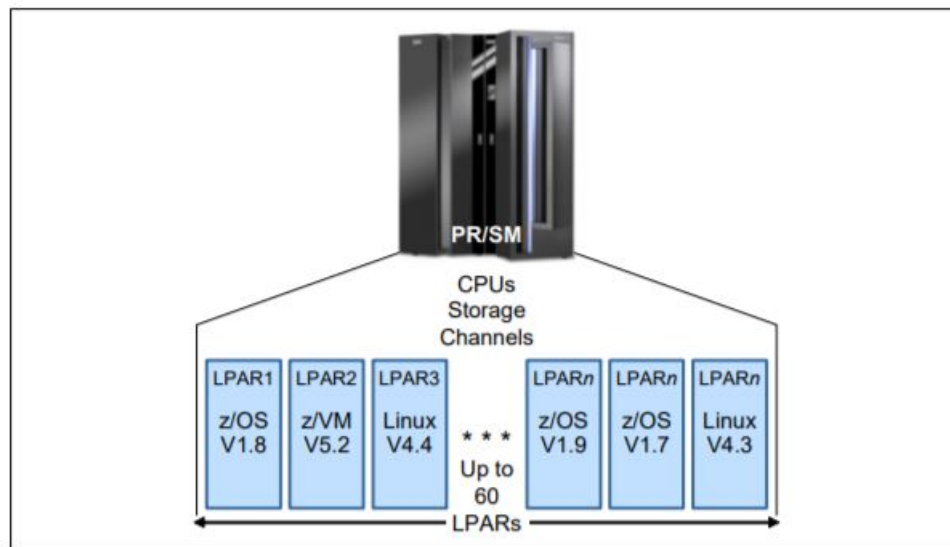 PR/SM
CPUs
Storage
Channels
LPAR1
z/OS
V1.8
LPAR2
z/VM
V5.2
LPAR3
Linux
V4.4
* * *
Up to
60
LPARs
LPARn
z/OS
V1.9
LPARn
z/OS
V1.7
LPARn
Linux
V4.3